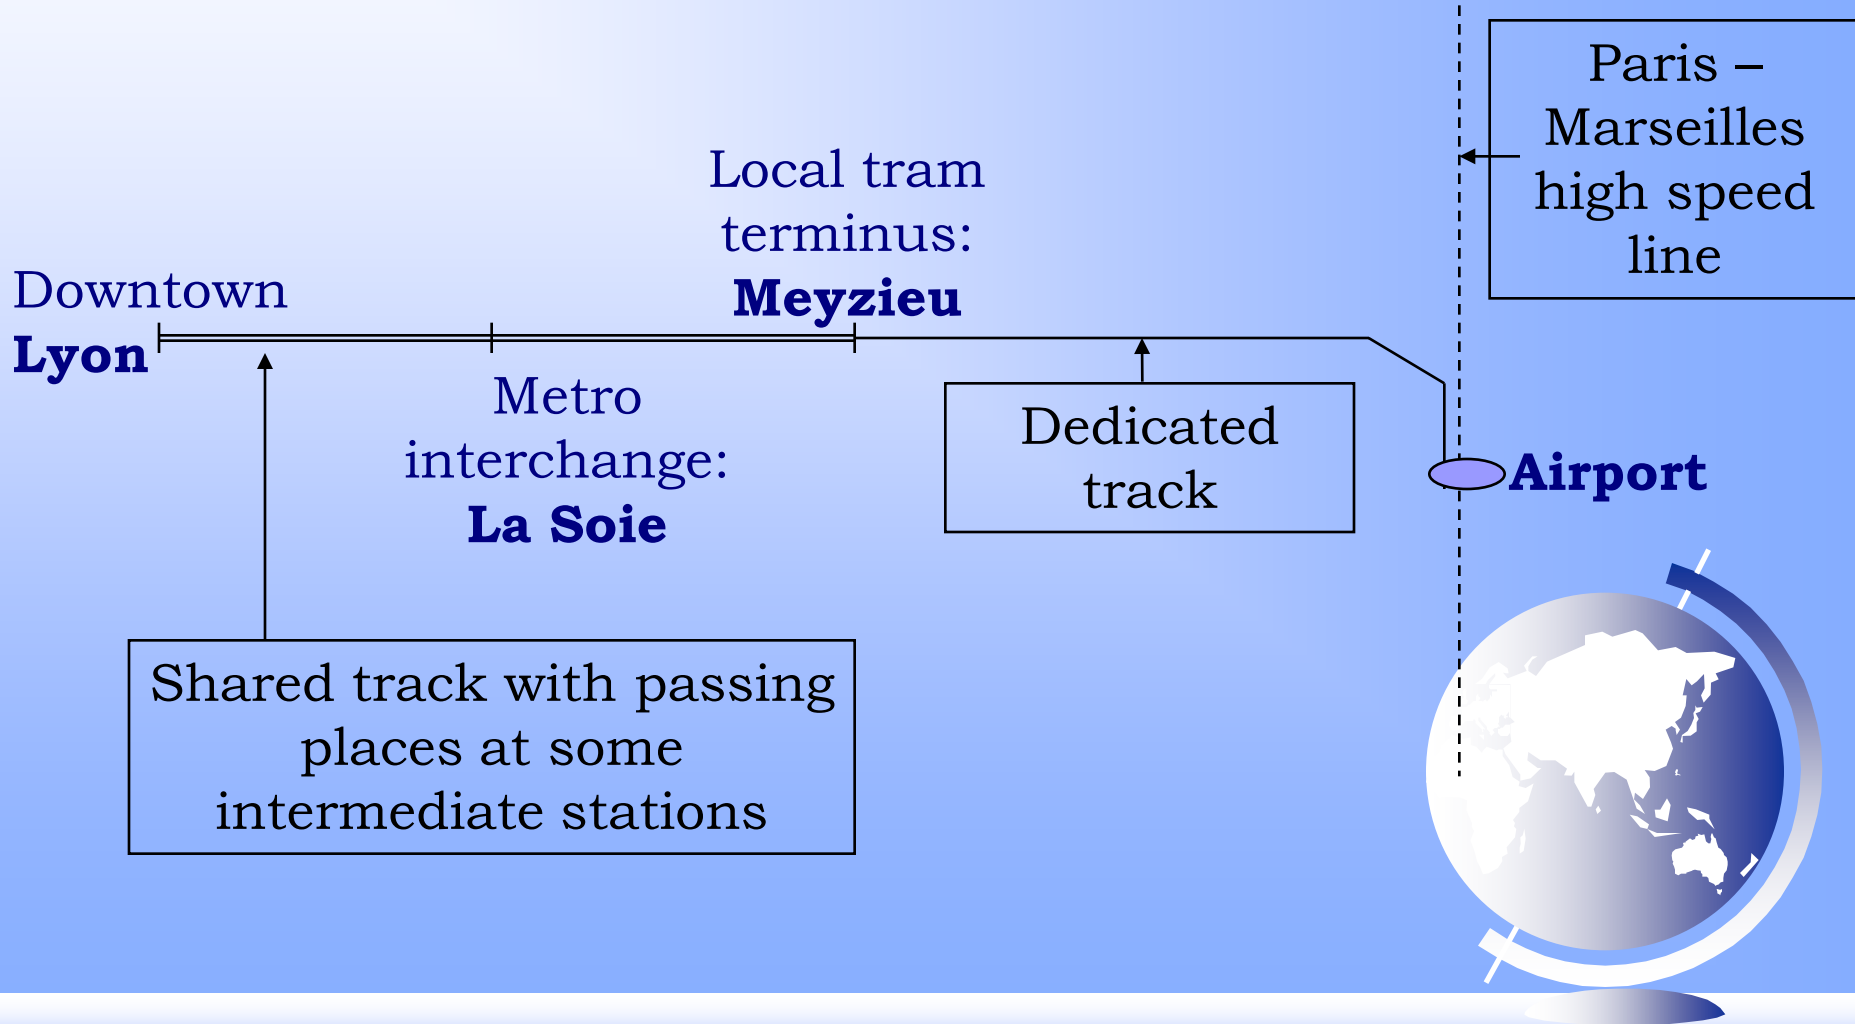 Downtown
Lyon
Metro
interchange:
La Soie
Local tram
terminus:
Meyzieu
Dedicated
track
Paris –
Marseilles
high speed
line
Airport
Shared track with passing
places at some
intermediate stations